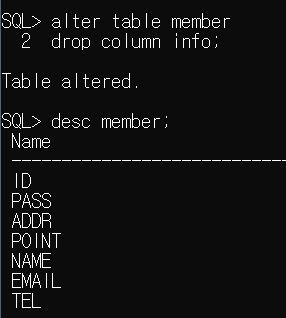 SQL> alter table member
  2  drop column info;

Table altered.

SQL> desc member;
 Name
 ----------------------------
 ID
 PASS
 ADDR
 POINT
 NAME
 EMAIL
 TEL